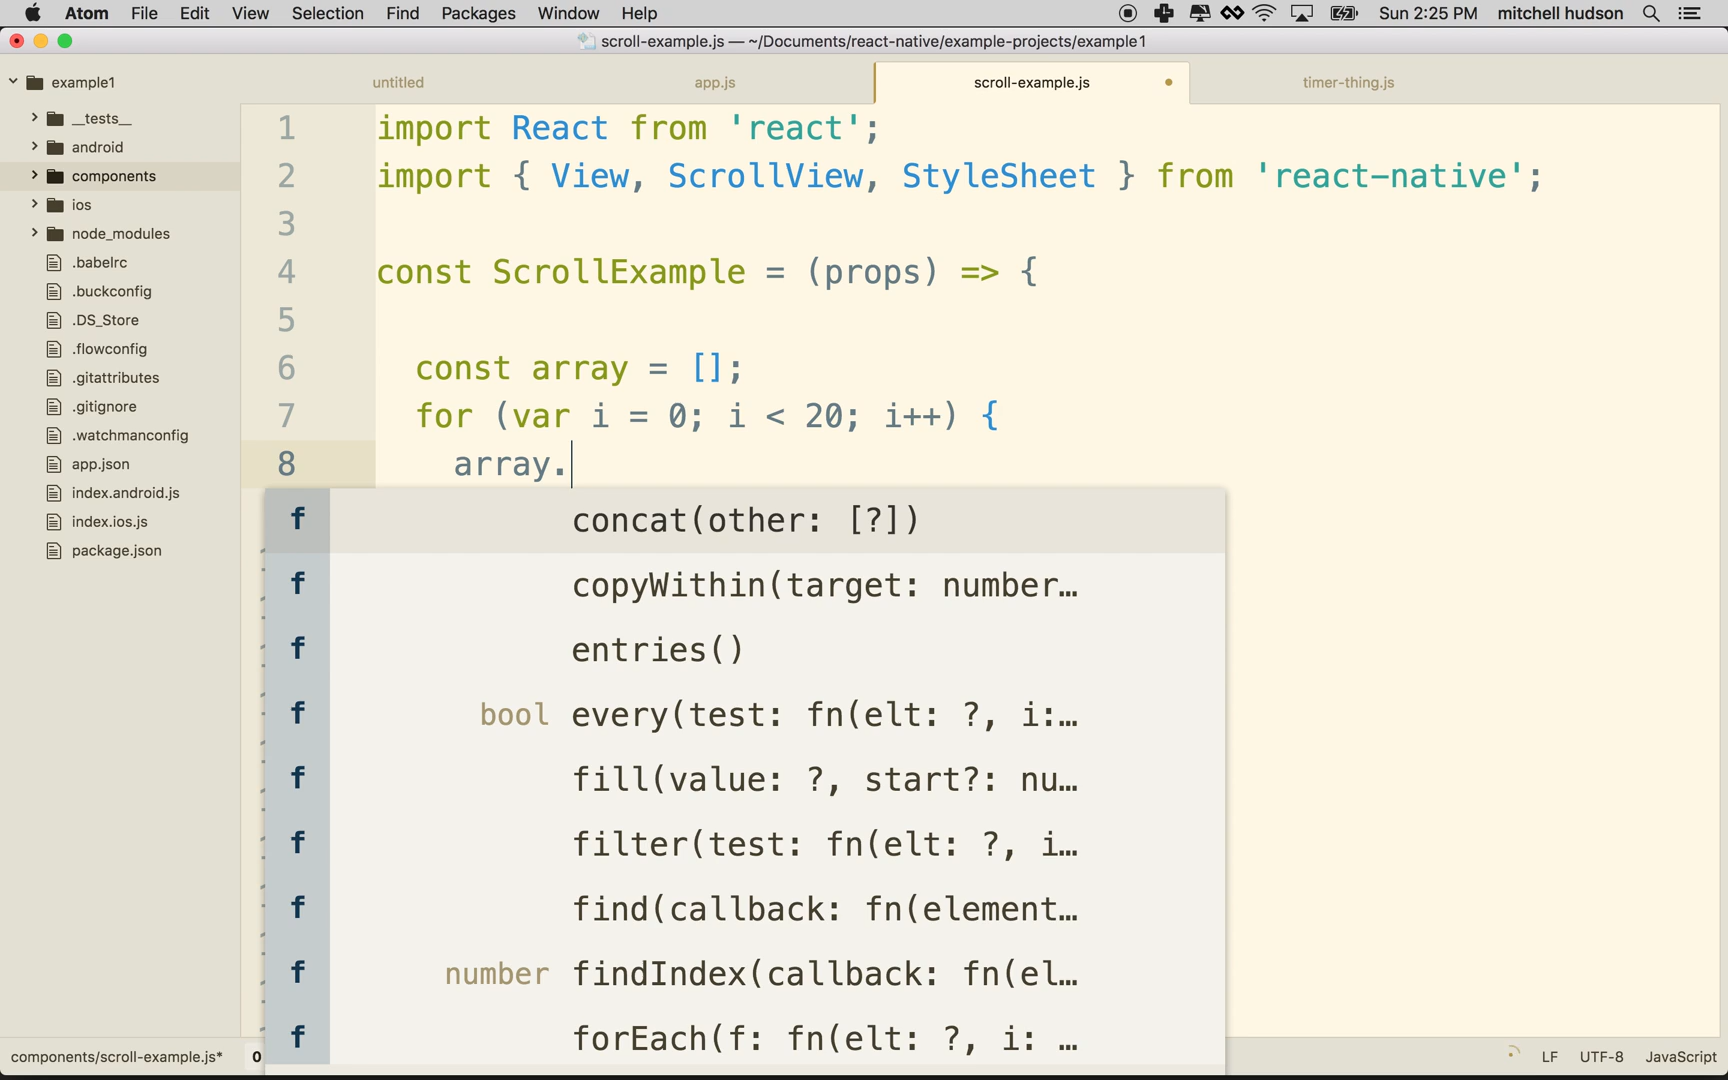 Atom File Edit View Selection Find Packages Window Help Sun 2:25 PM mitchell hudson
scroll-example.js — ~/Documents/react-native/example-projects/example1
example1
untitled
app.js
scroll-example.js
timer-thing.js
__tests__
android
components
ios
node_modules
.babelrc
.buckconfig
.DS_Store
.flowconfig
.gitattributes
.gitignore
.watchmanconfig
app.json
index.android.js
index.ios.js
package.json
1 import React from 'react';
2 import { View, ScrollView, StyleSheet } from 'react-native';
3
4 const ScrollExample = (props) => {
5
6 const array = [];
7 for (var i = 0; i < 20; i++) {
8 array.
f concat(other: [?])
f copyWithin(target: number…
f entries()
f bool every(test: fn(elt: ?, i:…
f fill(value: ?, start?: nu…
f filter(test: fn(elt: ?, i…
f find(callback: fn(element…
f number findIndex(callback: fn(el…
f forEach(f: fn(elt: ?, i: …
components/scroll-example.js* 0 LF UTF-8 JavaScript